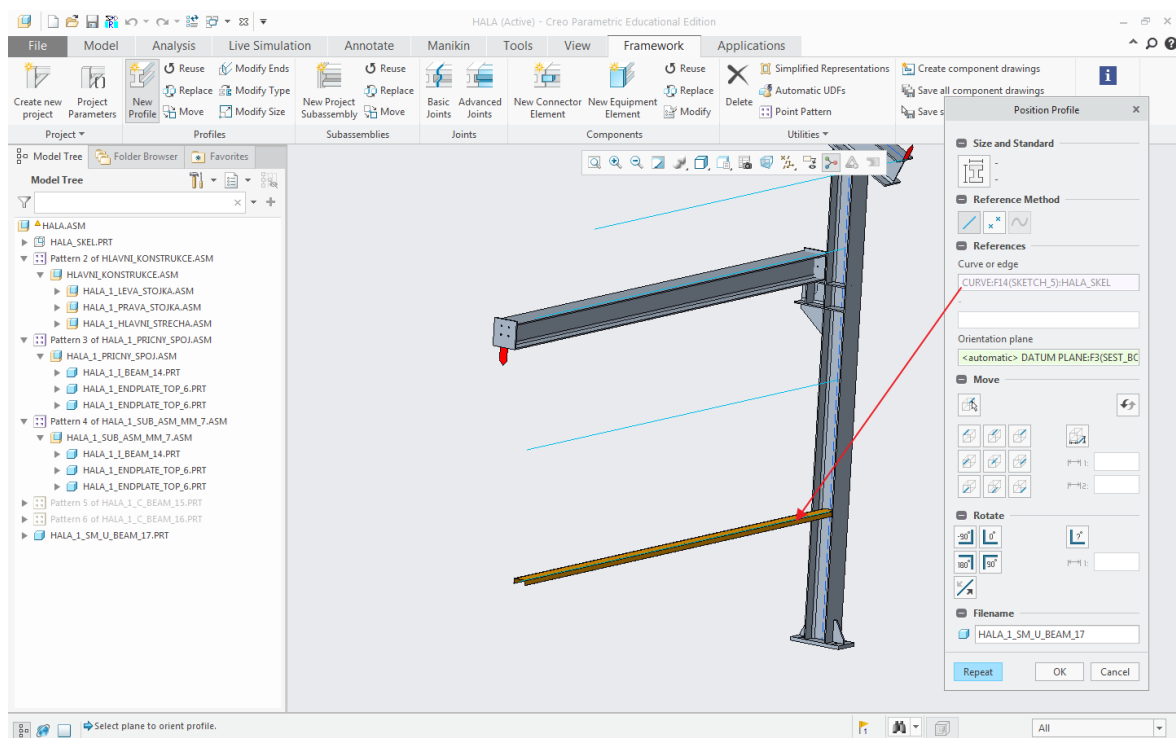 HALA (Active) - Creo Parametric Educational Edition
File Model Analysis Live Simulation Annotate Manikin Tools View Framework Applications
Create new project
Project Parameters
New Profile
Reuse
Replace
Move
Modify Ends
Modify Type
Modify Size
New Project Subassembly
Reuse
Replace
Move
Basic Joints
Advanced Joints
New Connector Element
New Equipment Element
Reuse
Replace
Modify
Delete
Simplified Representations
Automatic UDFs
Point Pattern
Create component drawings
Save all component drawings
Save s
Project Profiles Subassemblies Joints Components Utilities
Model Tree Folder Browser Favorites
Model Tree
HALA.ASM
HALA_SKEL.PRT
Pattern 2 of HLAVNI_KONSTRUKCE.ASM
HLAVNI_KONSTRUKCE.ASM
HALA_1_LEVA_STOJKA.ASM
HALA_1_PRAVA_STOJKA.ASM
HALA_1_HLAVNI_STRECHA.ASM
Pattern 3 of HALA_1_PRICNY_SPOJ.ASM
HALA_1_PRICNY_SPOJ.ASM
HALA_1_I_BEAM_14.PRT
HALA_1_ENDPLATE_TOP_6.PRT
HALA_1_ENDPLATE_TOP_6.PRT
Pattern 4 of HALA_1_SUB_ASM_MM_7.ASM
HALA_1_SUB_ASM_MM_7.ASM
HALA_1_I_BEAM_14.PRT
HALA_1_ENDPLATE_TOP_6.PRT
HALA_1_ENDPLATE_TOP_6.PRT
Pattern 5 of HALA_1_C_BEAM_15.PRT
Pattern 6 of HALA_1_C_BEAM_16.PRT
HALA_1_SM_U_BEAM_17.PRT
Position Profile
Size and Standard
-
-
Reference Method
References
Curve or edge
CURVE:F14(SKETCH_5):HALA_SKEL
-
Orientation plane
<automatic> DATUM PLANE:F3(SEST_BO
Move
1:
2:
Rotate
-90° 0° ?°
180° 90° 1:
Filename
HALA_1_SM_U_BEAM_17
Repeat OK Cancel
Select plane to orient profile.
1
All